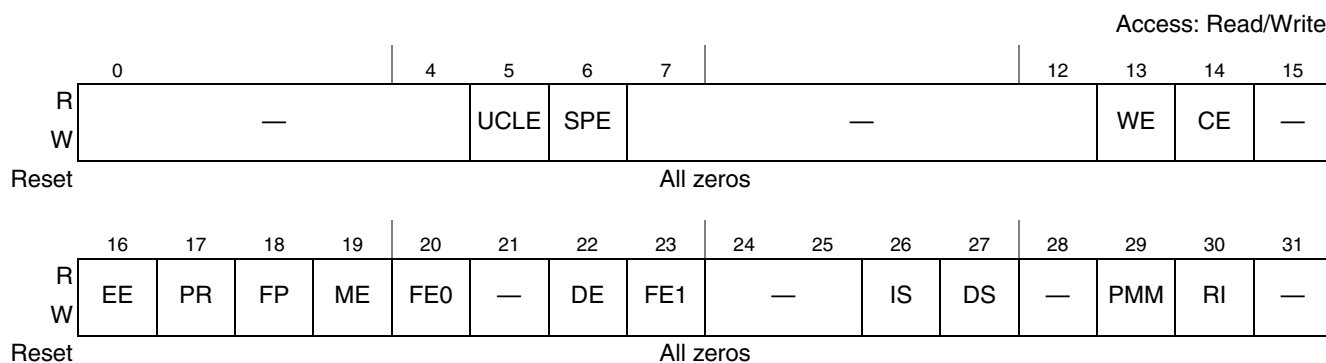 Access: Read/Write
0 4 5 6 7 12 13 14 15
R
W
— UCLE SPE — WE CE —
Reset All zeros
16 17 18 19 20 21 22 23 24 25 26 27 28 29 30 31
R
W
EE PR FP ME FE0 — DE FE1 — IS DS — PMM RI —
Reset All zeros